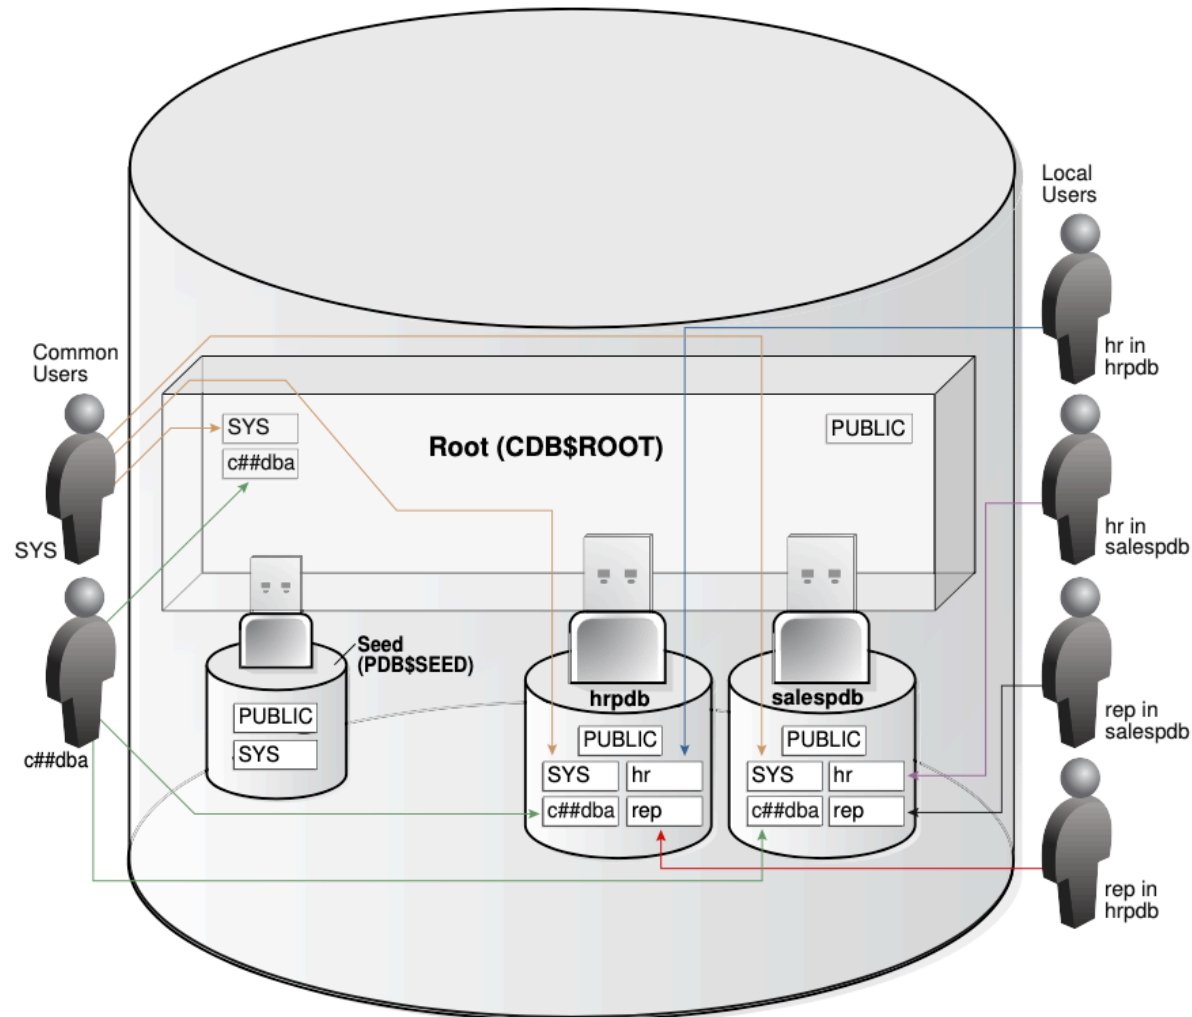 Local
Users
hr in
hrpdb
Common
Users
SYS
SYS
c##dba
Root (CDB$ROOT)
PUBLIC
hr in
salespdb
c##dba
Seed
(PDB$SEED)
PUBLIC
SYS
hrpdb
PUBLIC
SYS
hr
c##dba
rep
salespdb
PUBLIC
SYS
hr
c##dba
rep
rep in
salespdb
rep in
hrpdb